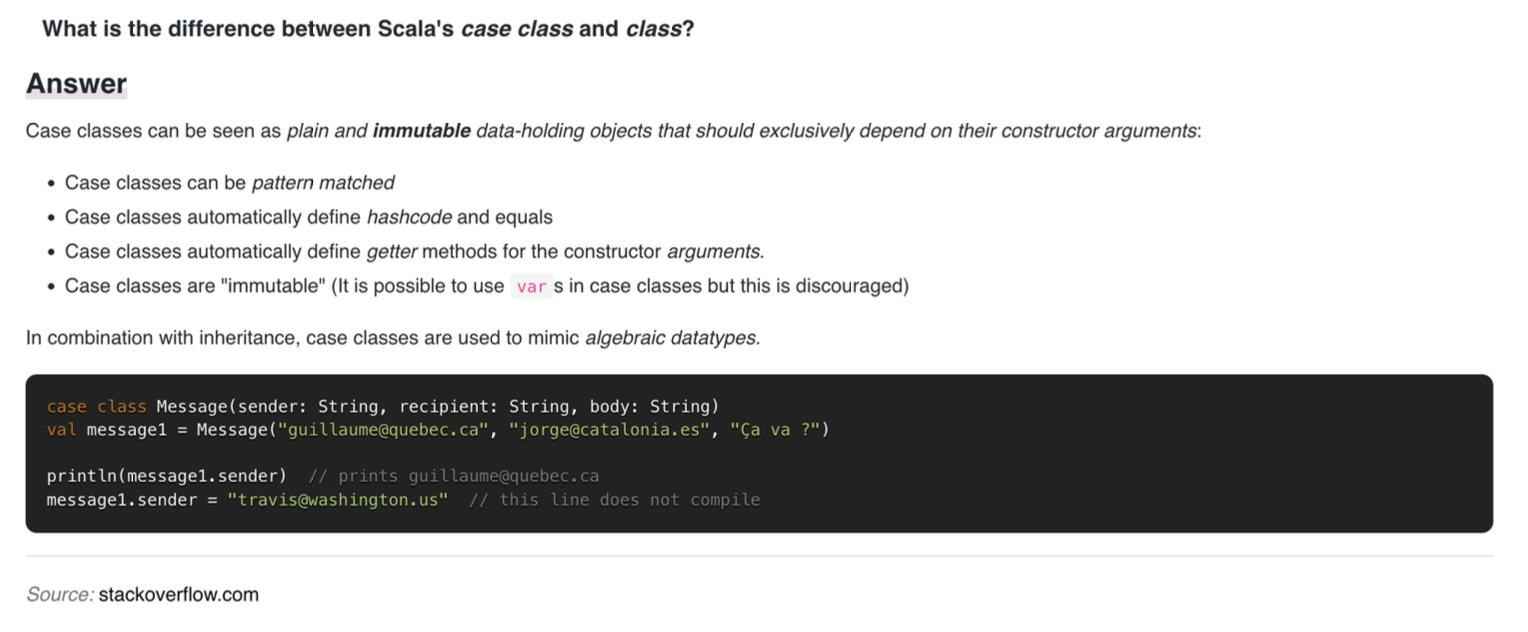 What is the difference between Scala's case class and class?
Answer
Case classes can be seen as plain and immutable data-holding objects that should exclusively depend on their constructor arguments:
• Case classes can be pattern matched
• Case classes automatically define hashcode and equals
• Case classes automatically define getter methods for the constructor arguments.
• Case classes are "immutable" (It is possible to use var s in case classes but this is discouraged)
In combination with inheritance, case classes are used to mimic algebraic datatypes.
case class Message(sender: String, recipient: String, body: String)
val message1 = Message("guillaume@quebec.ca", "jorge@catalonia.es", "Ça va ?")
println(message1.sender)  // prints guillaume@quebec.ca
message1.sender = "travis@washington.us"  // this line does not compile
Source: stackoverflow.com